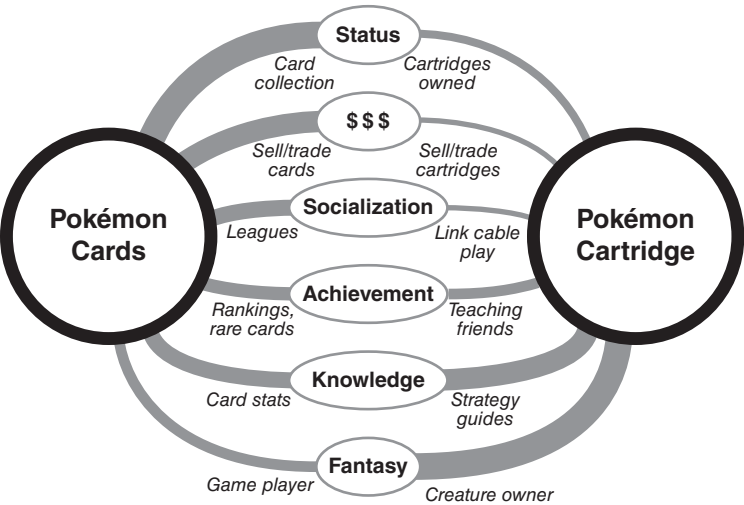 Status
Card
collection
Cartridges
owned
$$$
Sell/trade
cards
Sell/trade
cartridges
Pokémon
Cards
Socialization
Pokémon
Cartridge
Leagues
Link cable
play
Achievement
Rankings,
rare cards
Teaching
friends
Knowledge
Card stats
Strategy
guides
Fantasy
Game player
Creature owner